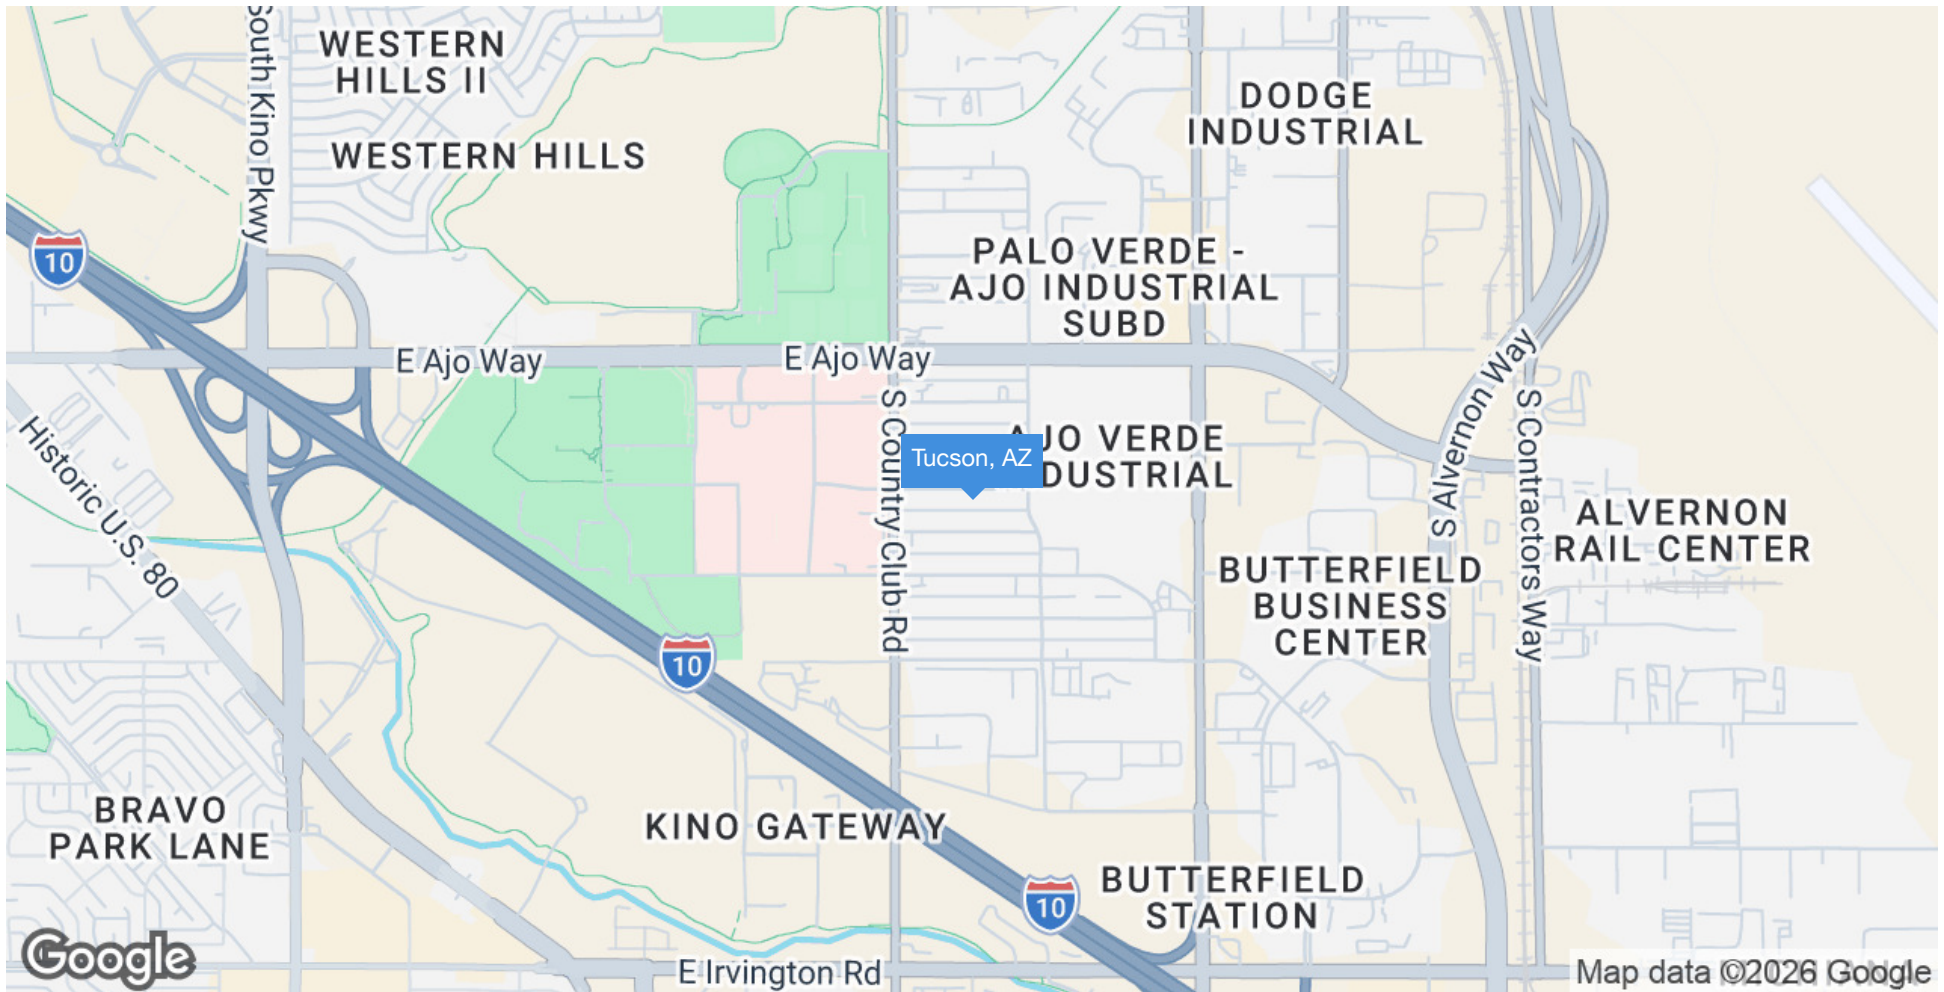 South Kino Pkwy
WESTERN
HILLS II
WESTERN HILLS
DODGE
INDUSTRIAL
10
PALO VERDE -
AJO INDUSTRIAL
SUBD
E Ajo Way
E Ajo Way
S Alvernon Way
S Country Club Rd
S Contractors Way
Historic U.S. 80
AJO VERDE
DUSTRIAL
Tucson, AZ
ALVERNON
RAIL CENTER
BUTTERFIELD
BUSINESS
CENTER
10
BRAVO
PARK LANE
KINO GATEWAY
10
BUTTERFIELD
STATION
Google
E Irvington Rd
Map data ©2026 Google